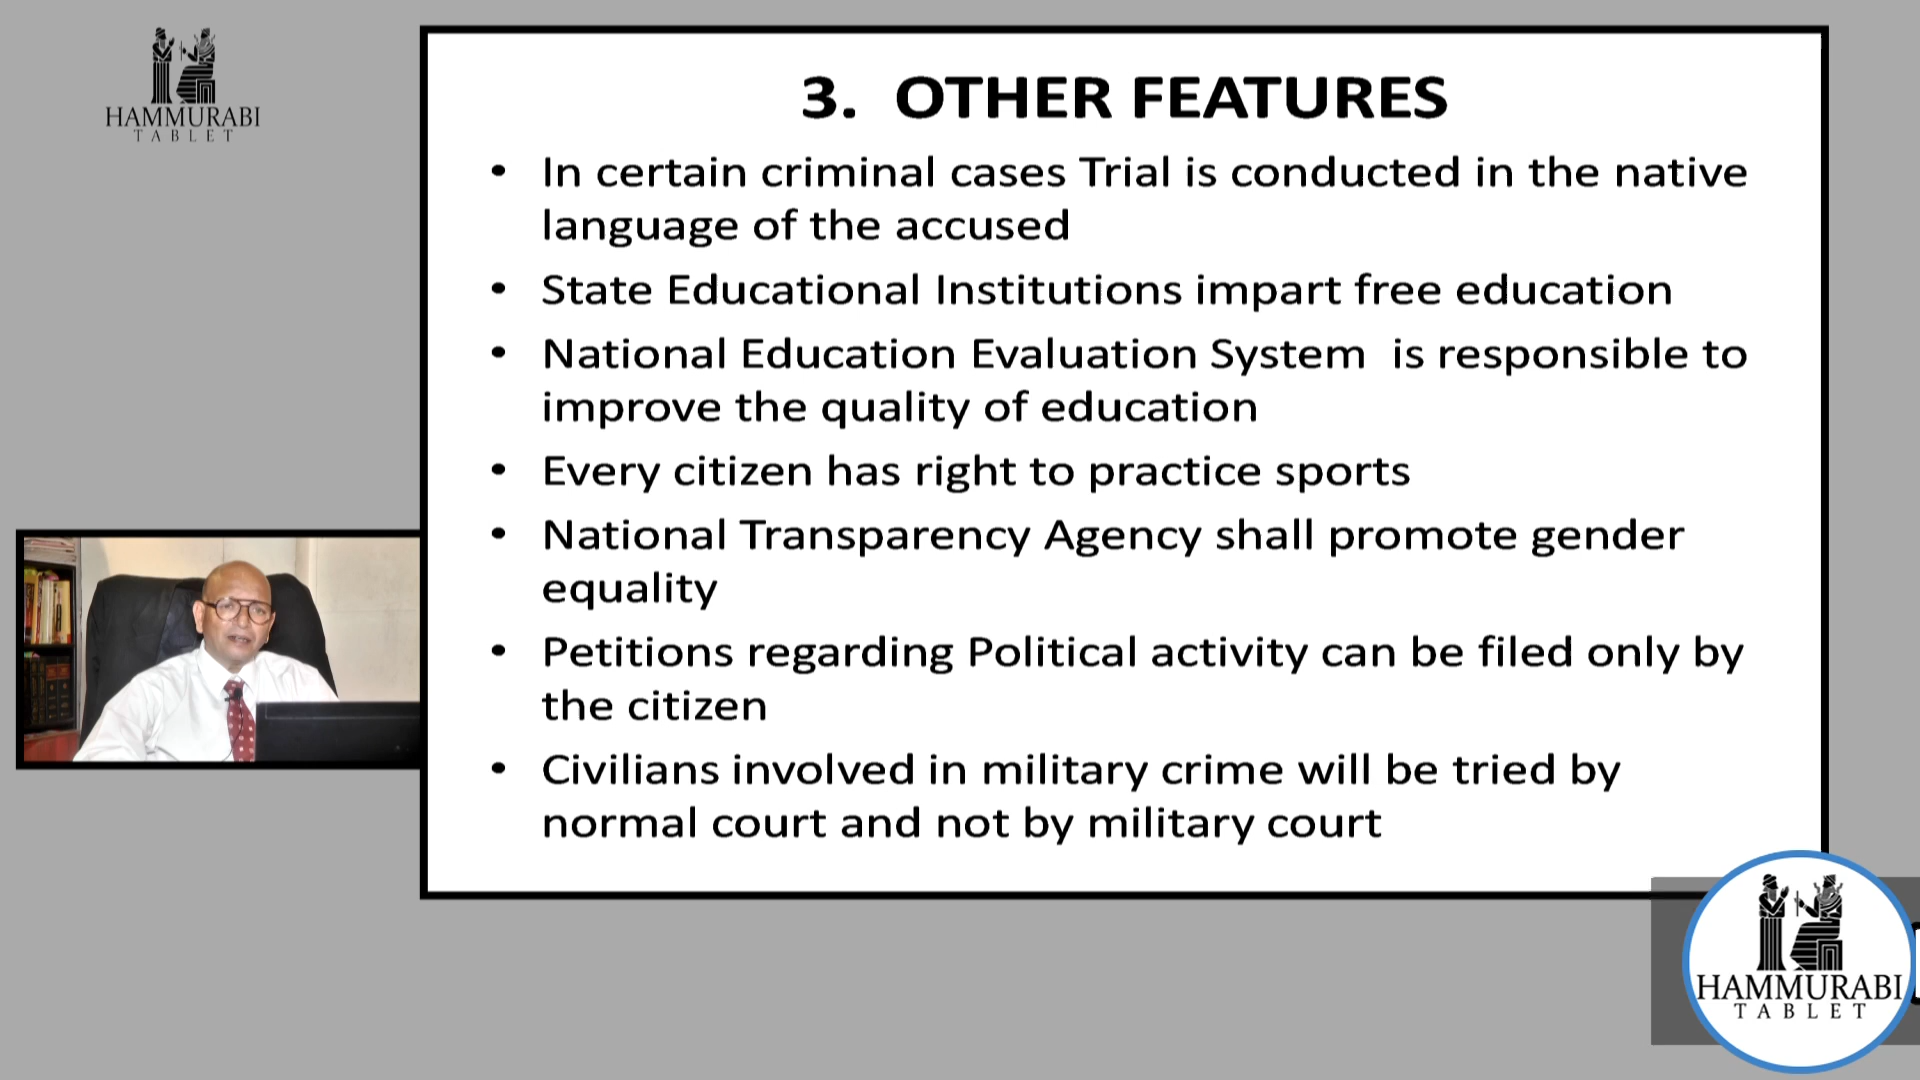 HAMMURABI
TABLET
3. OTHER FEATURES
• In certain criminal cases Trial is conducted in the native
language of the accused
• State Educational Institutions impart free education
• National Education Evaluation System is responsible to
improve the quality of education
• Every citizen has right to practice sports
• National Transparency Agency shall promote gender
equality
• Petitions regarding Political activity can be filed only by
the citizen
• Civilians involved in military crime will be tried by
normal court and not by military court
HAMMURABI
TABLET